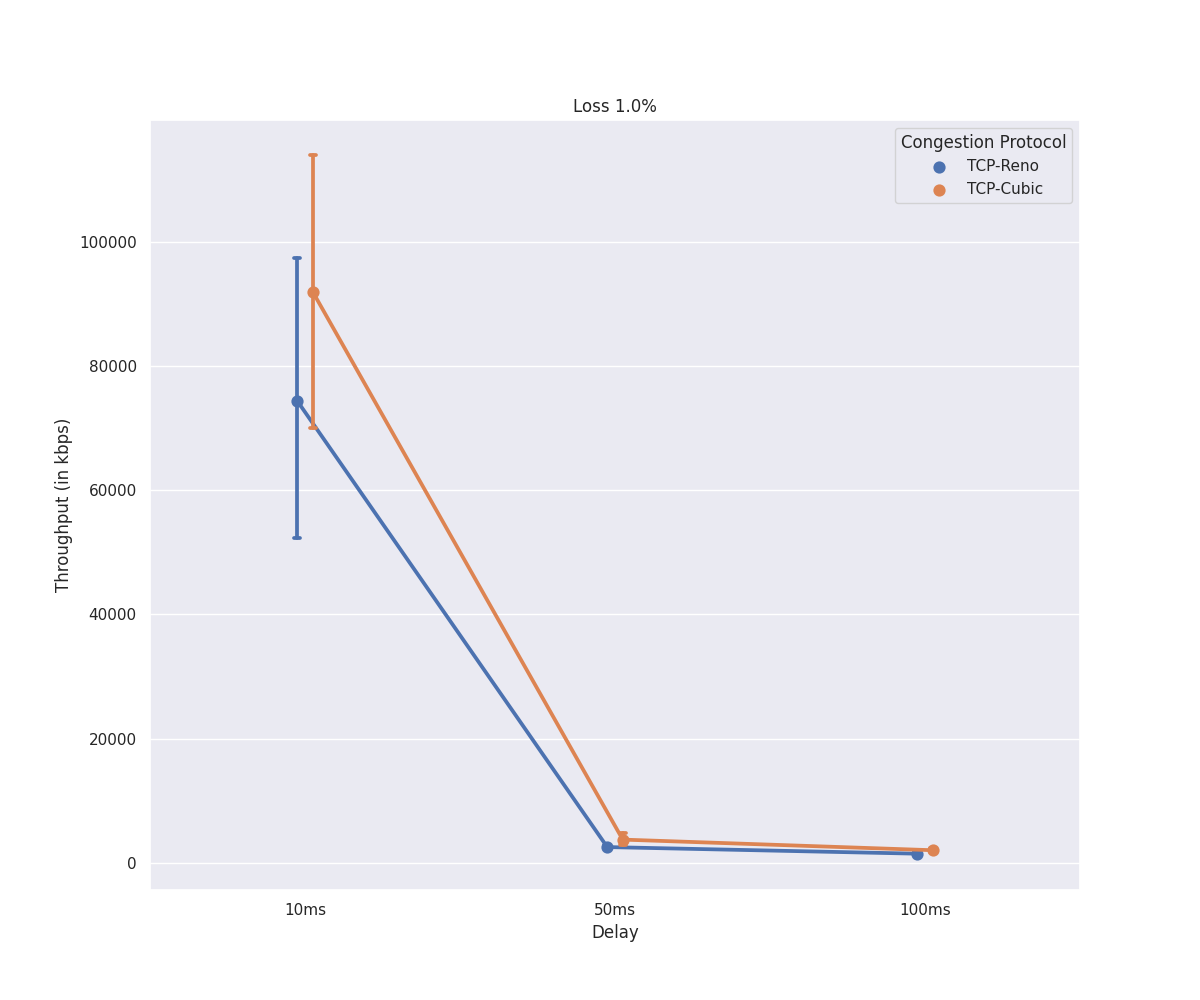 Loss 1.0%
Congestion Protocol
TCP-Reno
TCP-Cubic
Throughput (in kbps)
100000
80000
60000
40000
20000
0
10ms
50ms
100ms
Delay